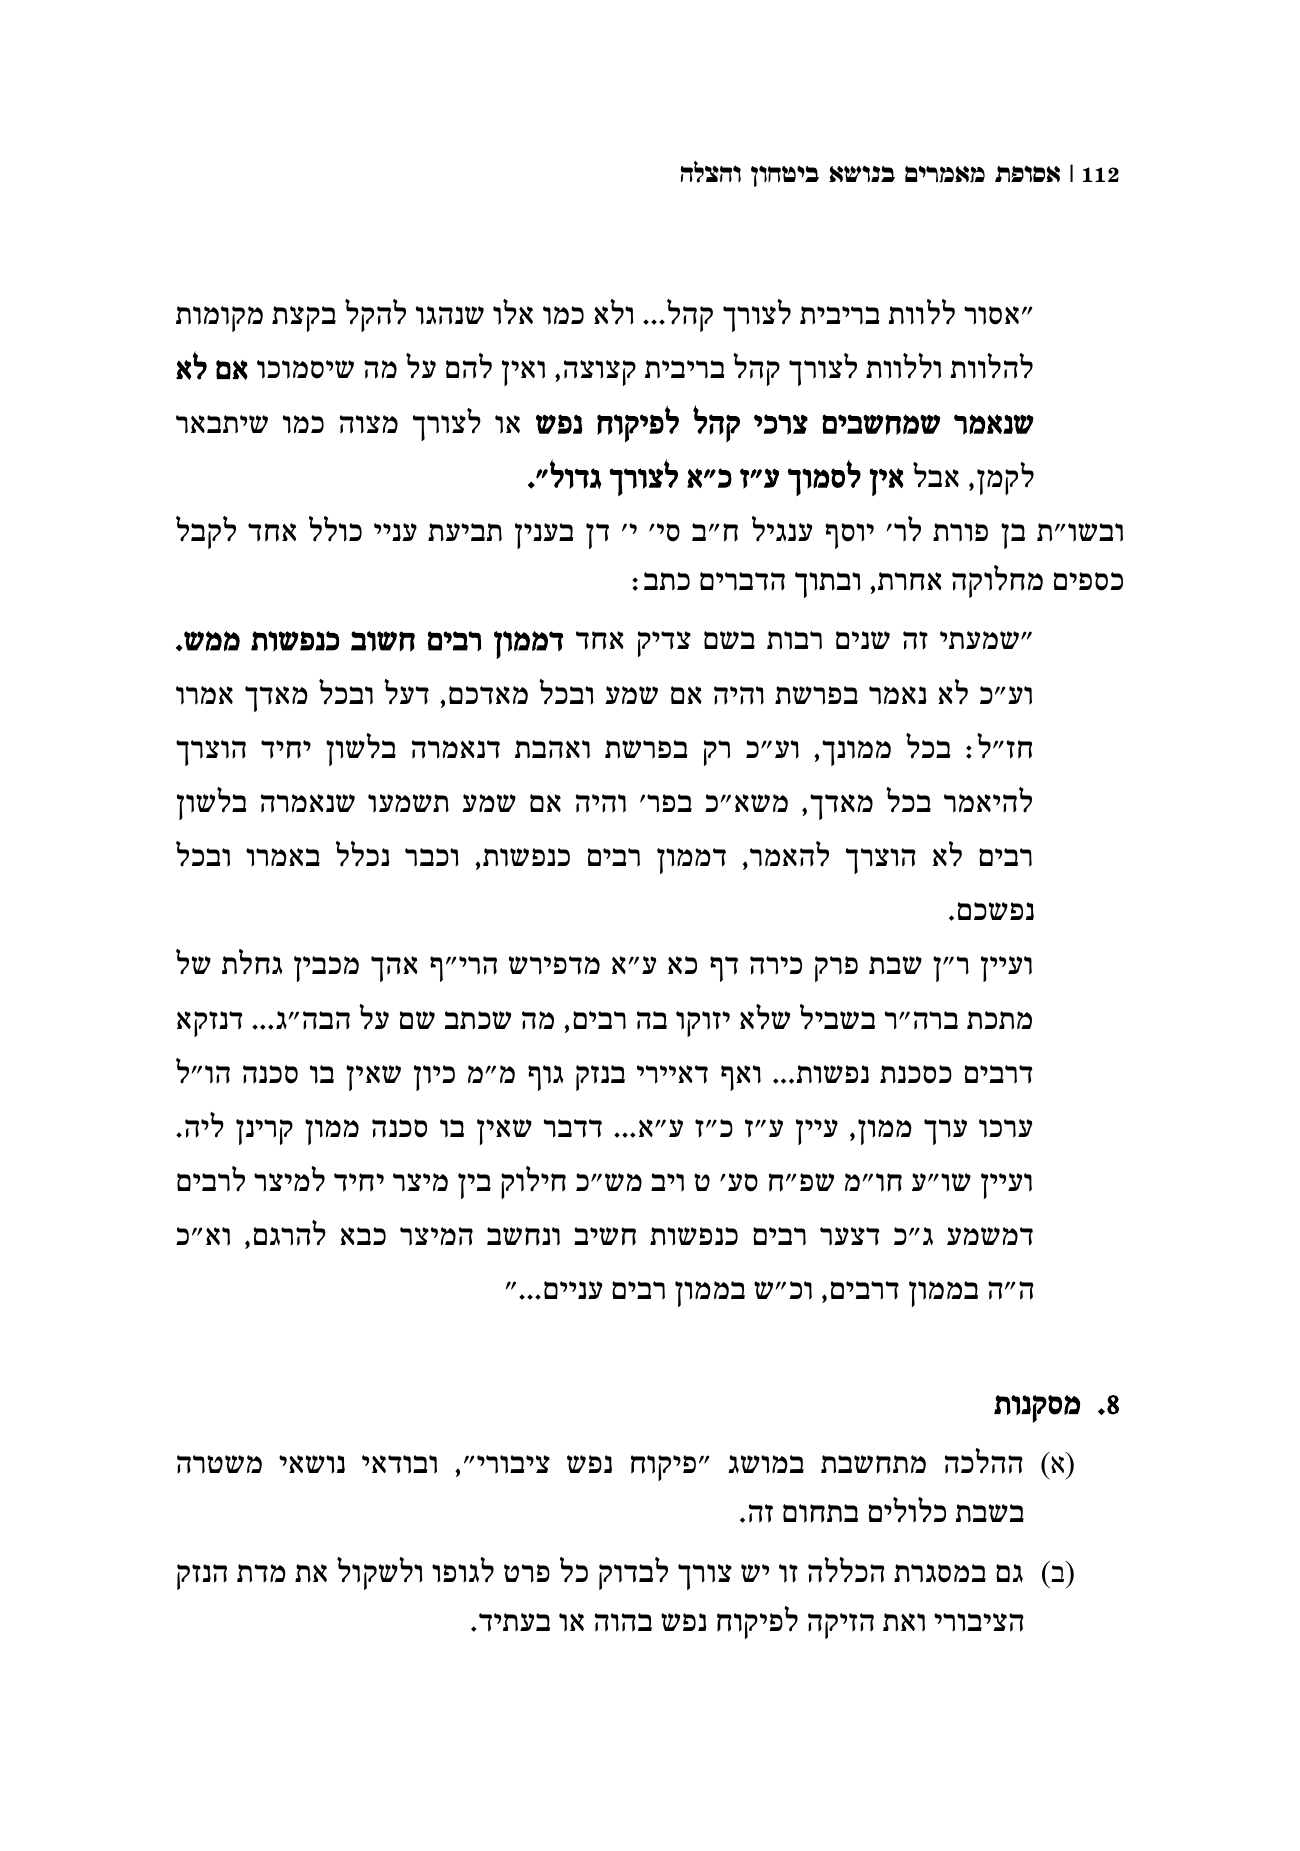 112 | אסופת מאמרים בנושא ביטחון והצלה
״אסור ללוות בריבית לצורך קהל... ולא כמו אלו שנהגו להקל בקצת מקומות
להלוות וללוות לצורך קהל בריבית קצוצה, ואין להם על מה שיסמוכו אם לא
שנאמר שמחשבים צרכי קהל לפיקוח נפש או לצורך מצוה כמו שיתבאר
לקמן, אבל אין לסמוך ע״ז כ״א לצורך גדול״.
ובשו״ת בן פורת לר׳ יוסף ענגיל ח״ב סי׳ י׳ דן בענין תביעת עניי כולל אחד לקבל
כספים מחלוקה אחרת, ובתוך הדברים כתב:
״שמעתי זה שנים רבות בשם צדיק אחד דממון רבים חשוב כנפשות ממש.
וע״כ לא נאמר בפרשת והיה אם שמע ובכל מאדכם, דעל ובכל מאדך אמרו
חז״ל: בכל ממונך, וע״כ רק בפרשת ואהבת דנאמרה בלשון יחיד הוצרך
להיאמר בכל מאדך, משא״כ בפר׳ והיה אם שמע תשמעו שנאמרה בלשון
רבים לא הוצרך להאמר, דממון רבים כנפשות, וכבר נכלל באמרו ובכל
נפשכם.
ועיין ר״ן שבת פרק כירה דף כא ע״א מדפירש הרי״ף אהך מכבין גחלת של
מתכת ברה״ר בשביל שלא יזוקו בה רבים, מה שכתב שם על הבה״ג... דנזקא
דרבים כסכנת נפשות... ואף דאיירי בנזק גוף מ״מ כיון שאין בו סכנה הו״ל
ערכו ערך ממון, עיין ע״ז כ״ז ע״א... דדבר שאין בו סכנה ממון קרינן ליה.
ועיין שו״ע חו״מ שפ״ח סע׳ ט ויב מש״כ חילוק בין מיצר יחיד למיצר לרבים
דמשמע ג״כ דצער רבים כנפשות חשיב ונחשב המיצר כבא להרגם, וא״כ
ה״ה בממון דרבים, וכ״ש בממון רבים עניים...״
8. מסקנות
(א) ההלכה מתחשבת במושג ״פיקוח נפש ציבורי״, ובודאי נושאי משטרה
בשבת כלולים בתחום זה.
(ב) גם במסגרת הכללה זו יש צורך לבדוק כל פרט לגופו ולשקול את מדת הנזק
הציבורי ואת הזיקה לפיקוח נפש בהוה או בעתיד.